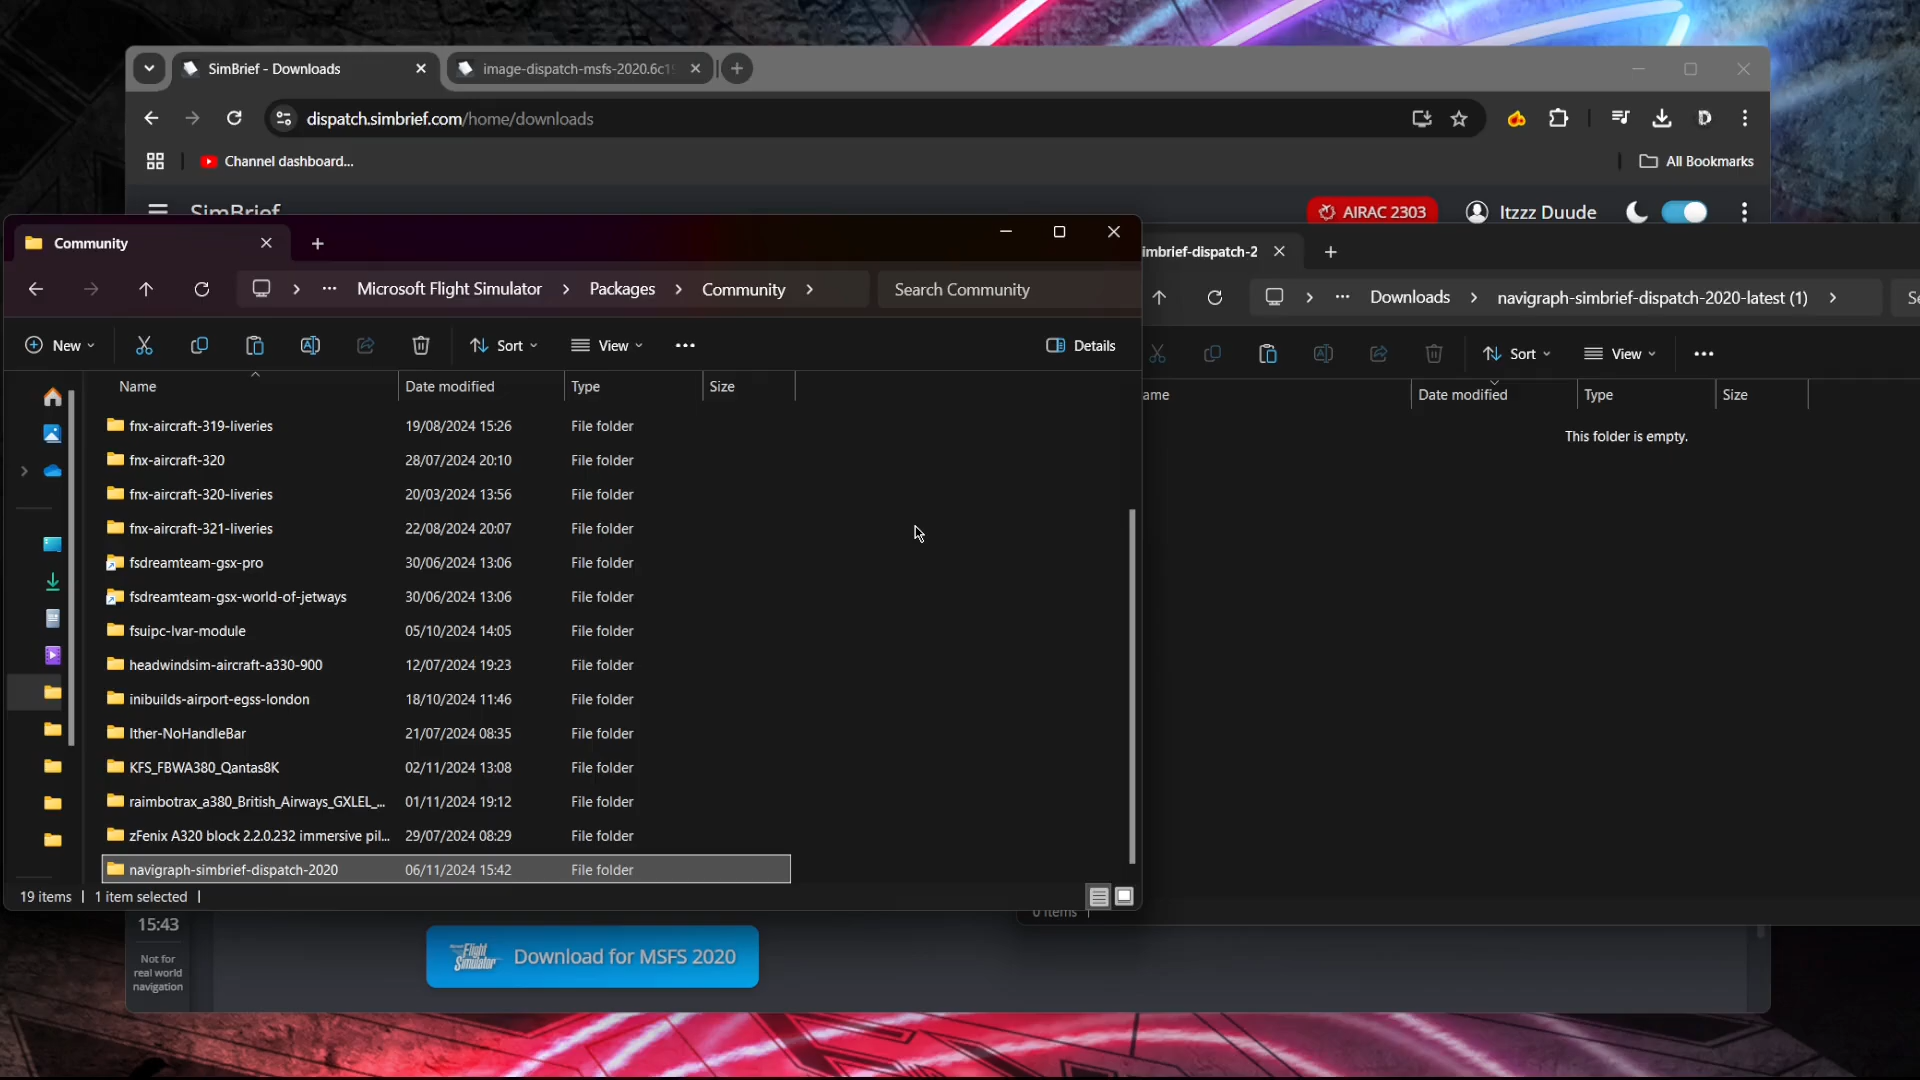 SimBrief - Downloads
image-dispatch-msfs-2020.6c1
dispatch.simbrief.com/home/downloads
Channel dashboard...
All Bookmarks
SimBrief
AIRAC 2303
Itzzz Duude
Community
Microsoft Flight Simulator
Packages
Community
Search Community
New
Sort
View
Details
Name
Date modified
Type
Size
fnx-aircraft-319-liveries 19/08/2024 15:26 File folder
fnx-aircraft-320 28/07/2024 20:10 File folder
fnx-aircraft-320-liveries 20/03/2024 13:56 File folder
fnx-aircraft-321-liveries 22/08/2024 20:07 File folder
fsdreamteam-gsx-pro 30/06/2024 13:06 File folder
fsdreamteam-gsx-world-of-jetways 30/06/2024 13:06 File folder
fsuipc-lvar-module 05/10/2024 14:05 File folder
headwindsim-aircraft-a330-900 12/07/2024 19:23 File folder
inibuilds-airport-egss-london 18/10/2024 11:46 File folder
lther-NoHandleBar 21/07/2024 08:35 File folder
KFS_FBWA380_Qantas8K 02/11/2024 13:08 File folder
raimbotrax_a380_British_Airways_GXLEL_... 01/11/2024 19:12 File folder
zFenix A320 block 2.2.0.232 immersive pil... 29/07/2024 08:29 File folder
navigraph-simbrief-dispatch-2020 06/11/2024 15:42 File folder
19 items
1 item selected
imbrief-dispatch-2
Downloads
navigraph-simbrief-dispatch-2020-latest (1)
Se
Sort
View
ame
Date modified
Type
Size
This folder is empty.
0 items
15:43
Not for
real world
navigation
Flight
Simulator
Download for MSFS 2020